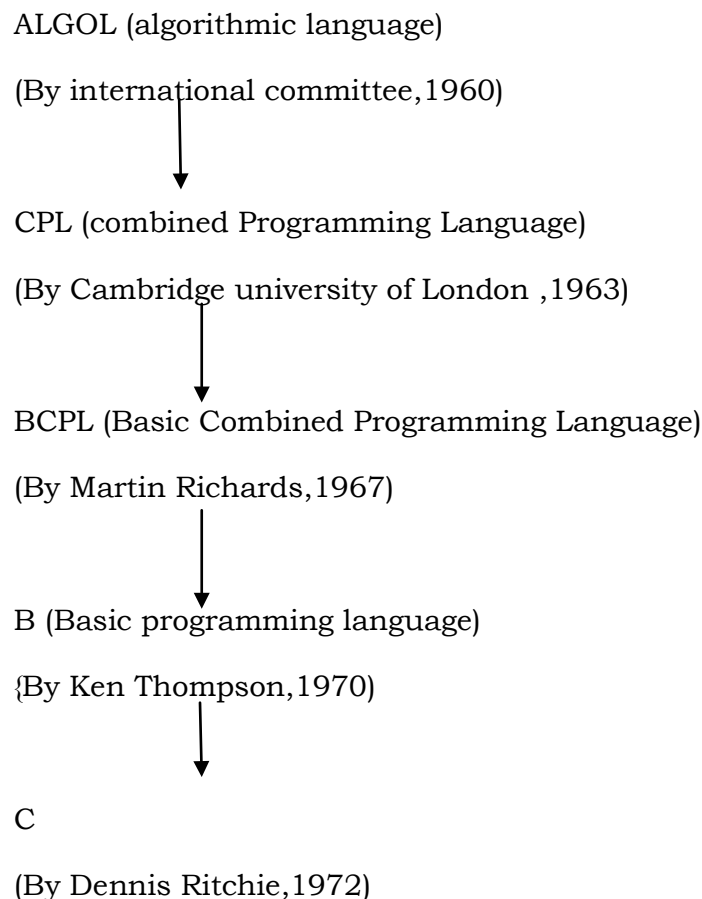 ALGOL (algorithmic language)
(By international committee,1960)
CPL (combined Programming Language)
(By Cambridge university of London ,1963)
BCPL (Basic Combined Programming Language)
(By Martin Richards,1967)
B (Basic programming language)
{By Ken Thompson,1970)
C
(By Dennis Ritchie,1972)